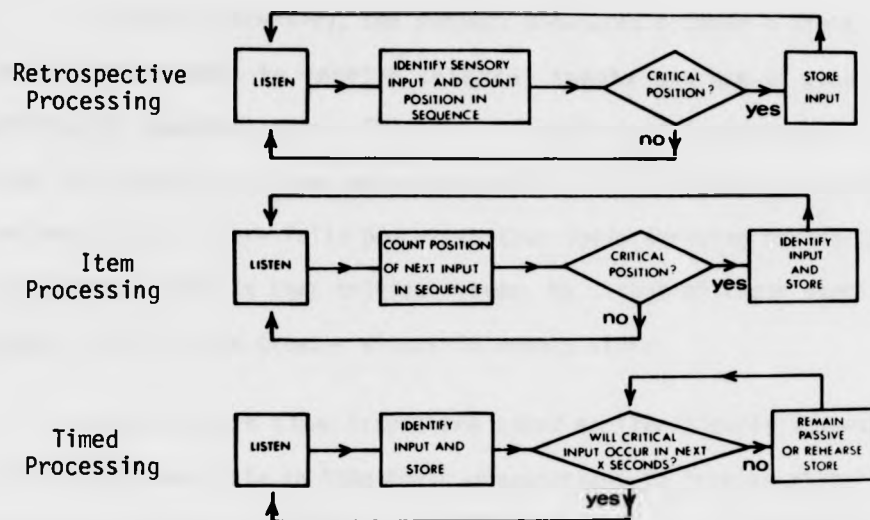 Retrospective
Processing
LISTEN
IDENTIFY SENSORY
INPUT AND COUNT
POSITION IN
SEQUENCE
CRITICAL
POSITION?
yes
STORE
INPUT
no
Item
Processing
LISTEN
COUNT POSITION
OF NEXT INPUT
IN SEQUENCE
CRITICAL
POSITION?
yes
IDENTIFY
INPUT
AND
STORE
no
Timed
Processing
LISTEN
IDENTIFY
INPUT AND
STORE
WILL CRITICAL
INPUT OCCUR IN NEXT
X SECONDS?
no
REMAIN
PASSIVE
OR REHEARSE
STORE
yes